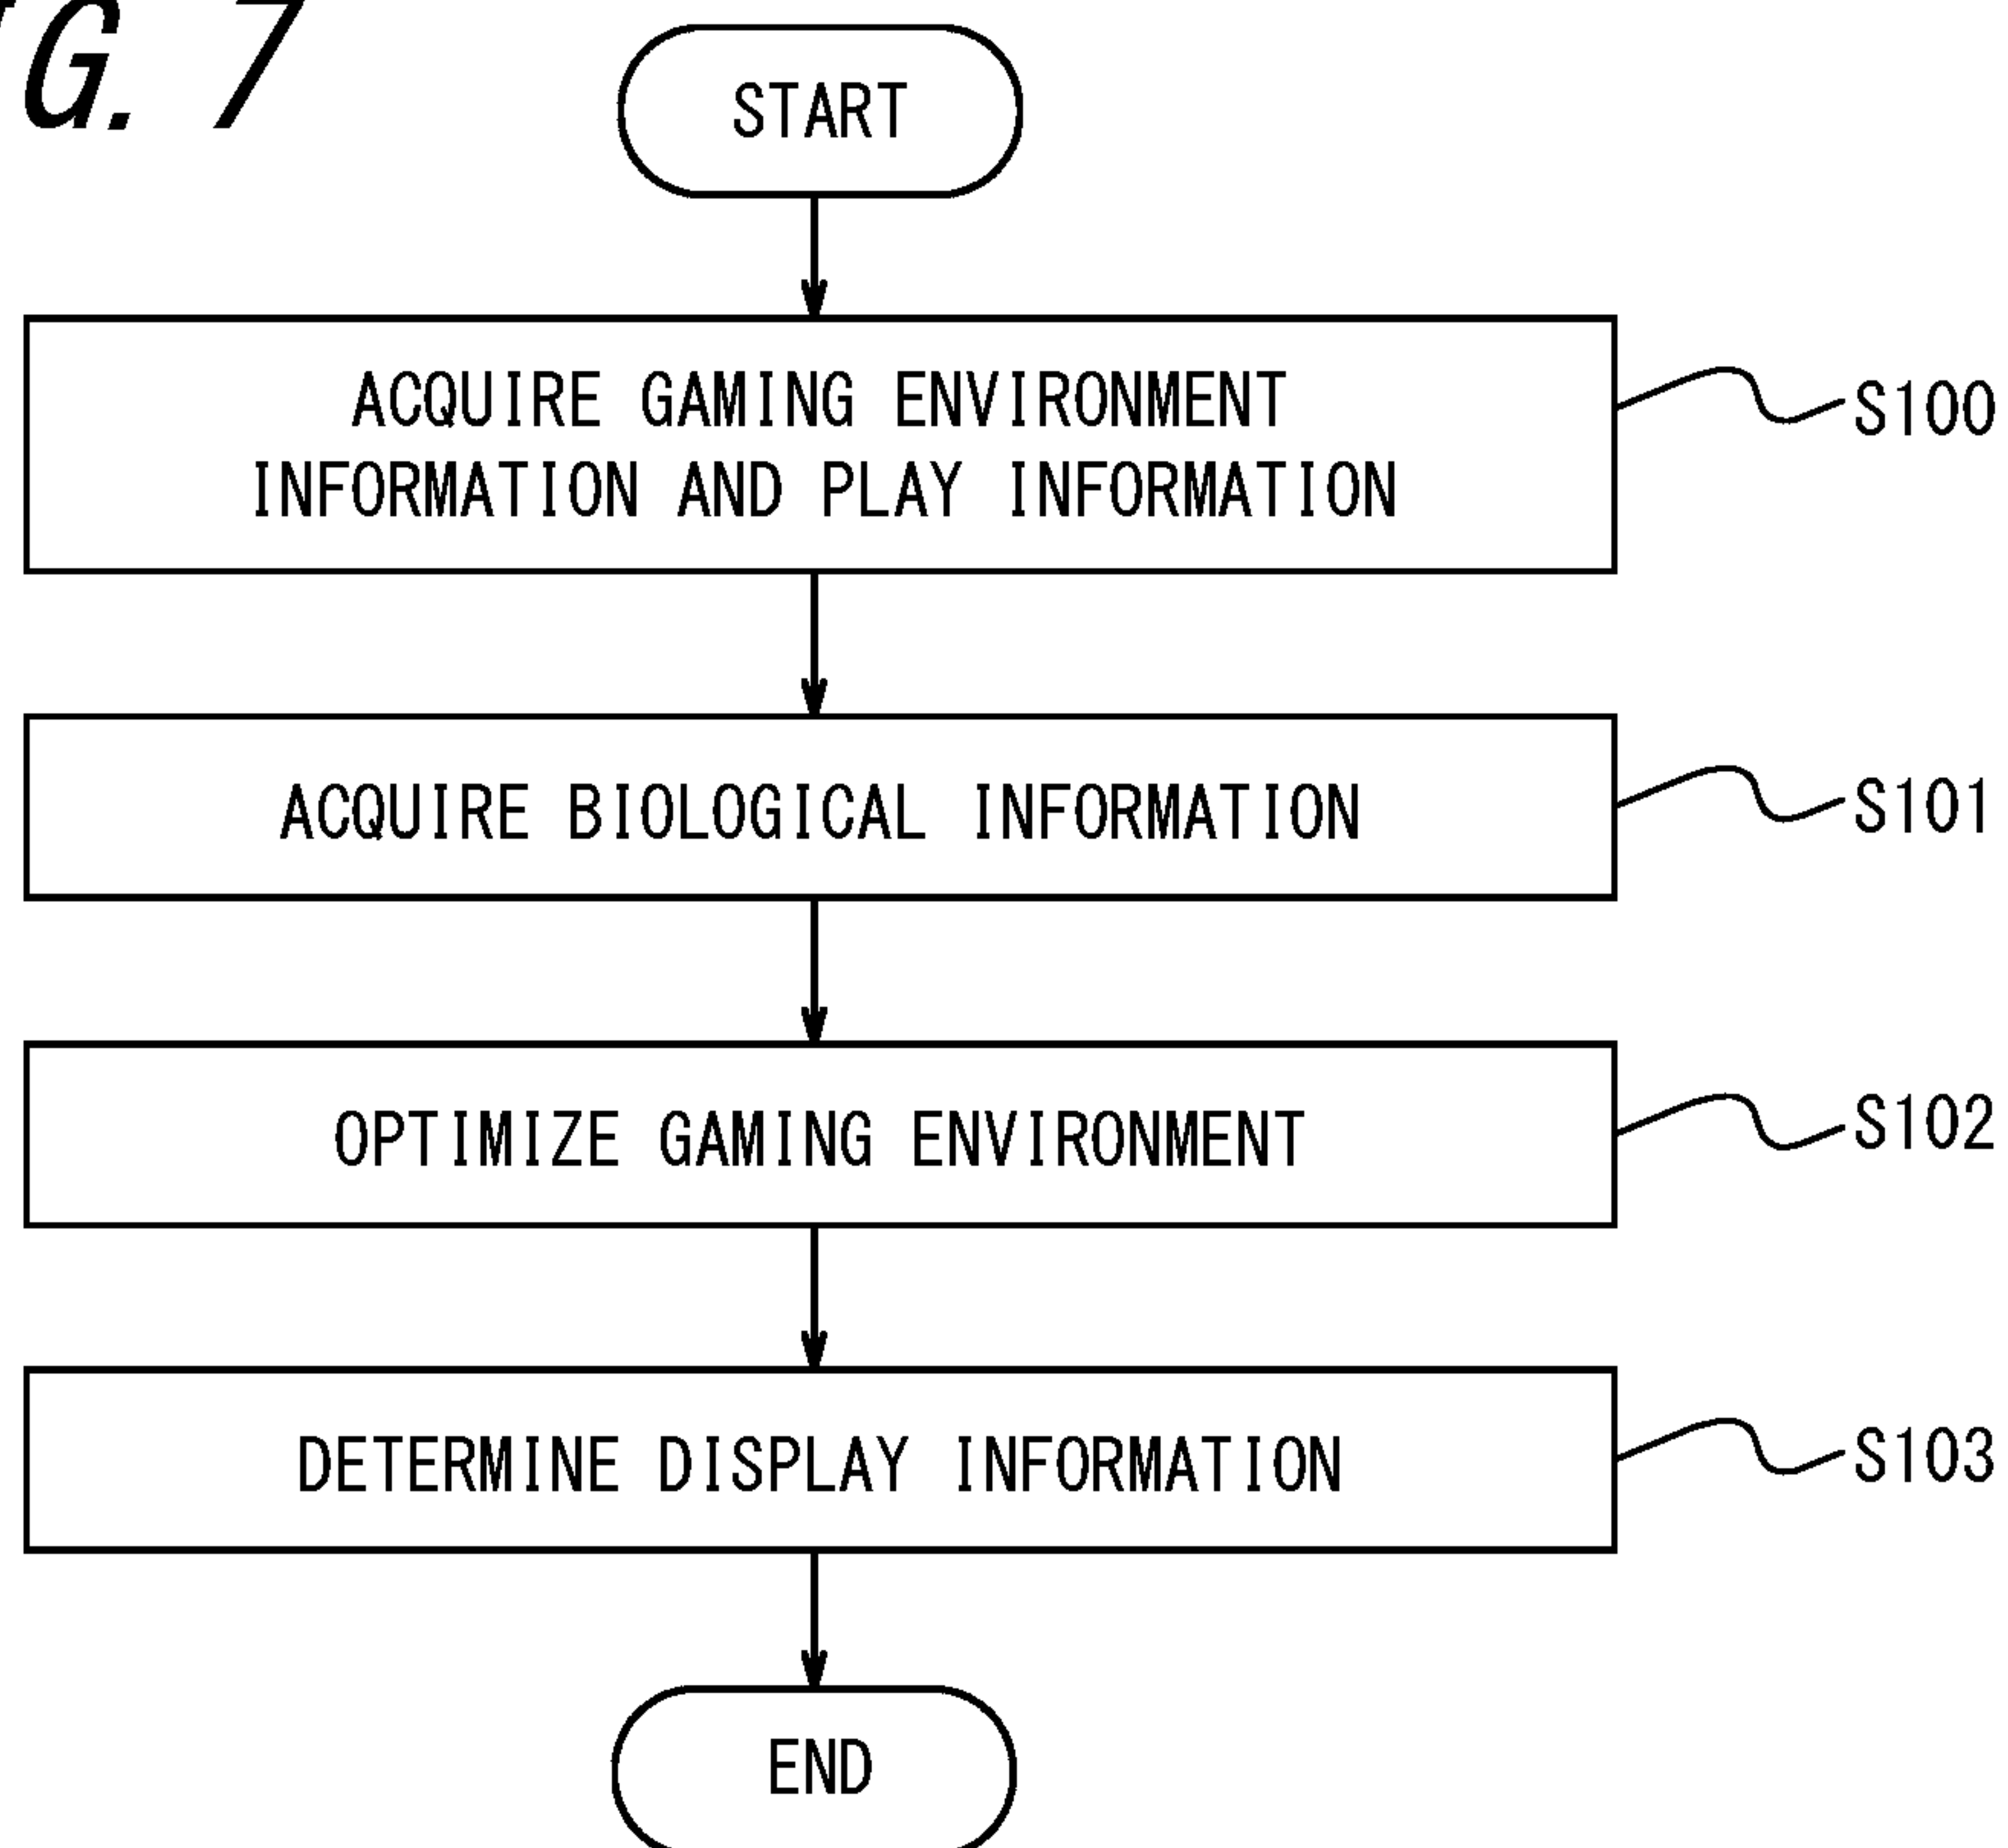 G. 7
START
ACQUIRE GAMING ENVIRONMENT
INFORMATION AND PLAY INFORMATION
S100
ACQUIRE BIOLOGICAL INFORMATION
S101
OPTIMIZE GAMING ENVIRONMENT
S102
DETERMINE DISPLAY INFORMATION
S103
END